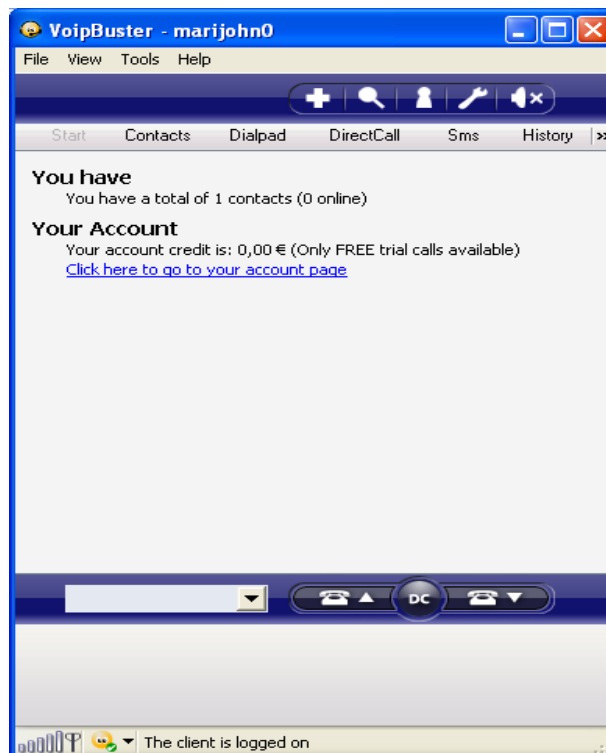 VoipBuster - marijohn0
File View Tools Help
Start Contacts Dialpad DirectCall Sms History »
You have
You have a total of 1 contacts (0 online)
Your Account
Your account credit is: 0,00 € (Only FREE trial calls available)
Click here to go to your account page
DC
The client is logged on